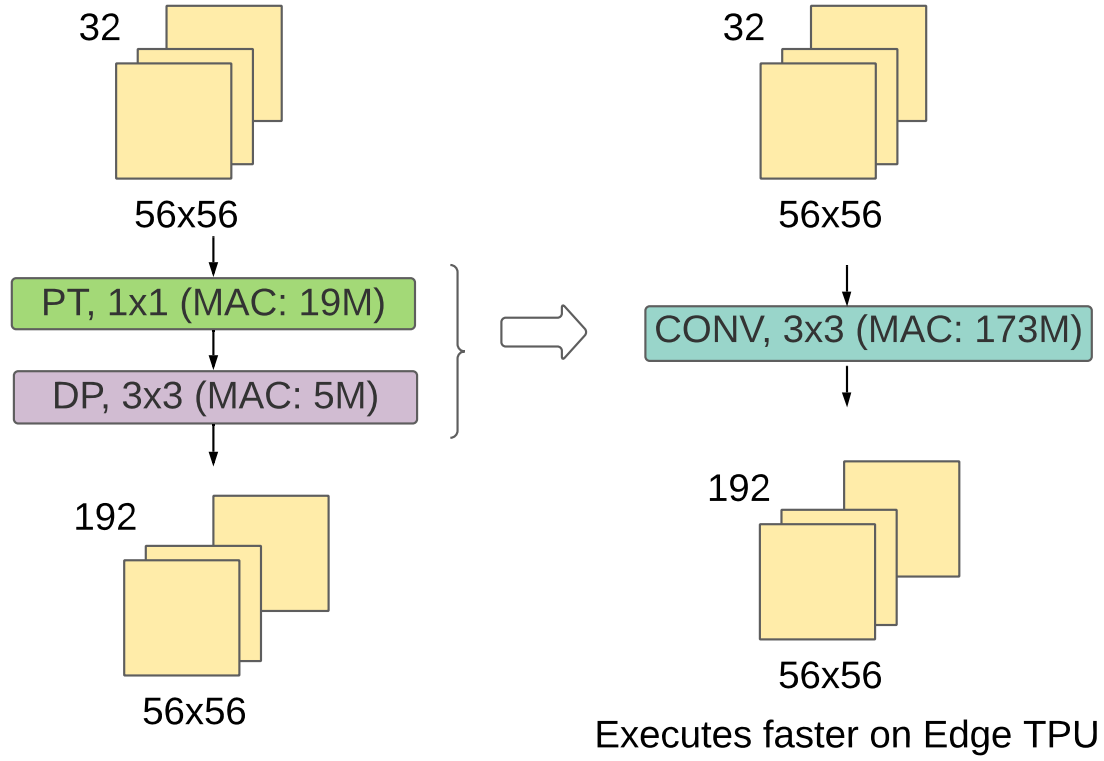 32
56x56
PT, 1x1 (MAC: 19M)
DP, 3x3 (MAC: 5M)
192
56x56
32
56x56
CONV, 3x3 (MAC: 173M)
192
56x56
Executes faster on Edge TPU